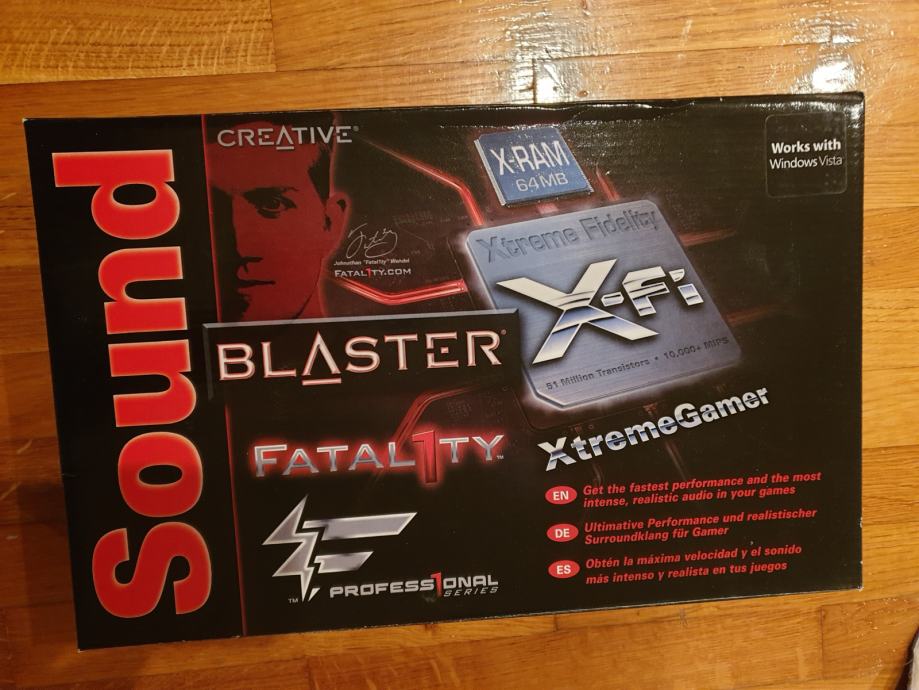 Sound
CREATIVE®
Johnathan "Fatal1ty" Wendel
FATAL1TY.COM
BLASTER®
FATAL1TY™
™ PROFESS1ONAL
SERIES
X-RAM
64MB
Xtreme Fidelity
X-Fi
51 Million Transistors * 10,000+ MIPS
XtremeGamer
Works with
Windows Vista
EN Get the fastest performance and the most
intense, realistic audio in your games
DE Ultimative Performance und realistischer
Surroundklang für Gamer
ES Obtén la máxima velocidad y el sonido
más intenso y realista en tus juegos